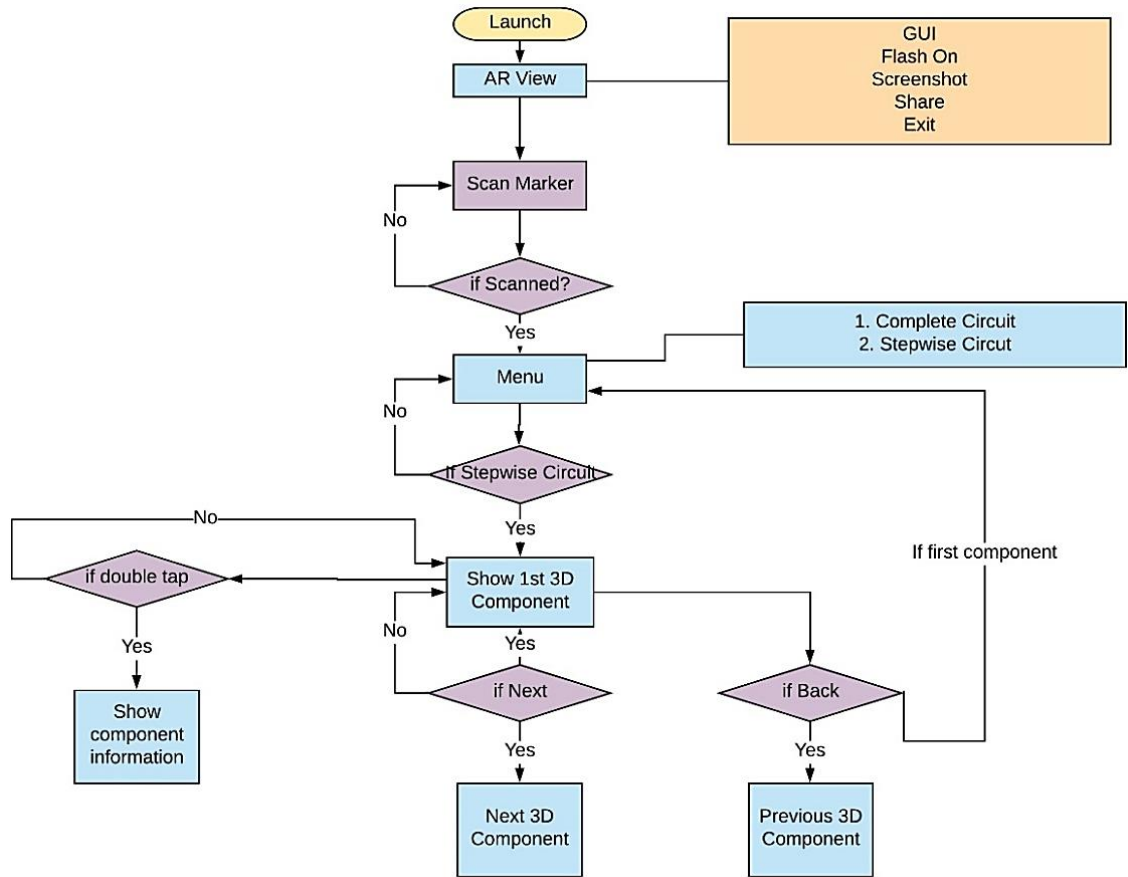 Launch
AR View
GUI
Flash On
Screenshot
Share
Exit
Scan Marker
No
if Scanned?
Yes
1. Complete Circuit
2. Stepwise Circut
Menu
No
if Stepwise Circuit
No
Yes
If first component
if double tap
Show 1st 3D
Component
No
Yes
Yes
if Next
if Back
Show
component
information
Yes
Yes
Next 3D
Component
Previous 3D
Component